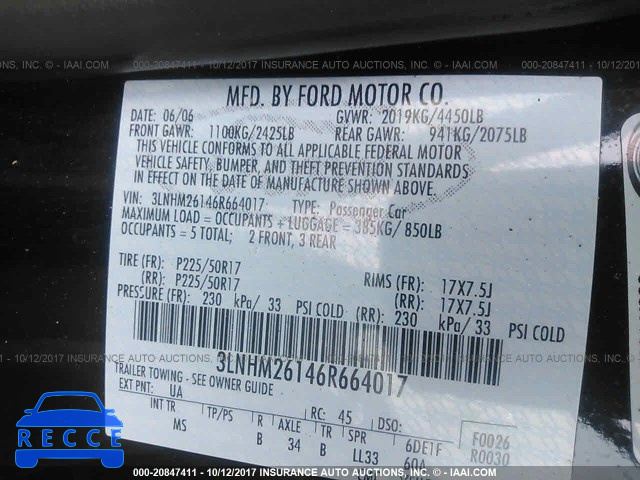 INSURANCE AUTO AUCTIONS, INC. - © IAAI.COM 000-20847411 - 10/12/2017 INSURANCE AUTO AUCTIONS, INC. - © IAAI.COM 000-20847411 - 10/12/2017
MFD. BY FORD MOTOR CO.
DATE: 06/06 GVWR: 2019KG/4450LB
FRONT GAWR: 1100KG/2425LB REAR GAWR: 941KG/2075LB
THIS VEHICLE CONFORMS TO ALL APPLICABLE FEDERAL MOTOR
VEHICLE SAFETY, BUMPER, AND THEFT PREVENTION STANDARDS
IN EFFECT ON THE DATE OF MANUFACTURE SHOWN ABOVE.
VIN: 3LNHM26146R664017 TYPE: Passenger Car
MAXIMUM LOAD = OCCUPANTS + LUGGAGE = 385KG/ 850LB
OCCUPANTS = 5 TOTAL; 2 FRONT, 3 REAR
TIRE (FR): P225/50R17 RIMS (FR): 17X7.5J
(RR): P225/50R17 (RR): 17X7.5J
PRESSURE (FR): 230 kPa/ 33 PSI COLD (RR): 230 kPa/ 33 PSI COLD
3LNHM26146R664017
TRAILER TOWING - SEE OWNER GUIDE
EXT PNT: UA RC: 45 DSO:
INT TR TP/PS R AXLE TR SPR 6DE1F F0026
MS B 34 B LL33 60A R0030
RECCE
000-20847411 - 10/12/2017 INSURANCE AUTO AUCTIONS, INC. - © IAAI.COM